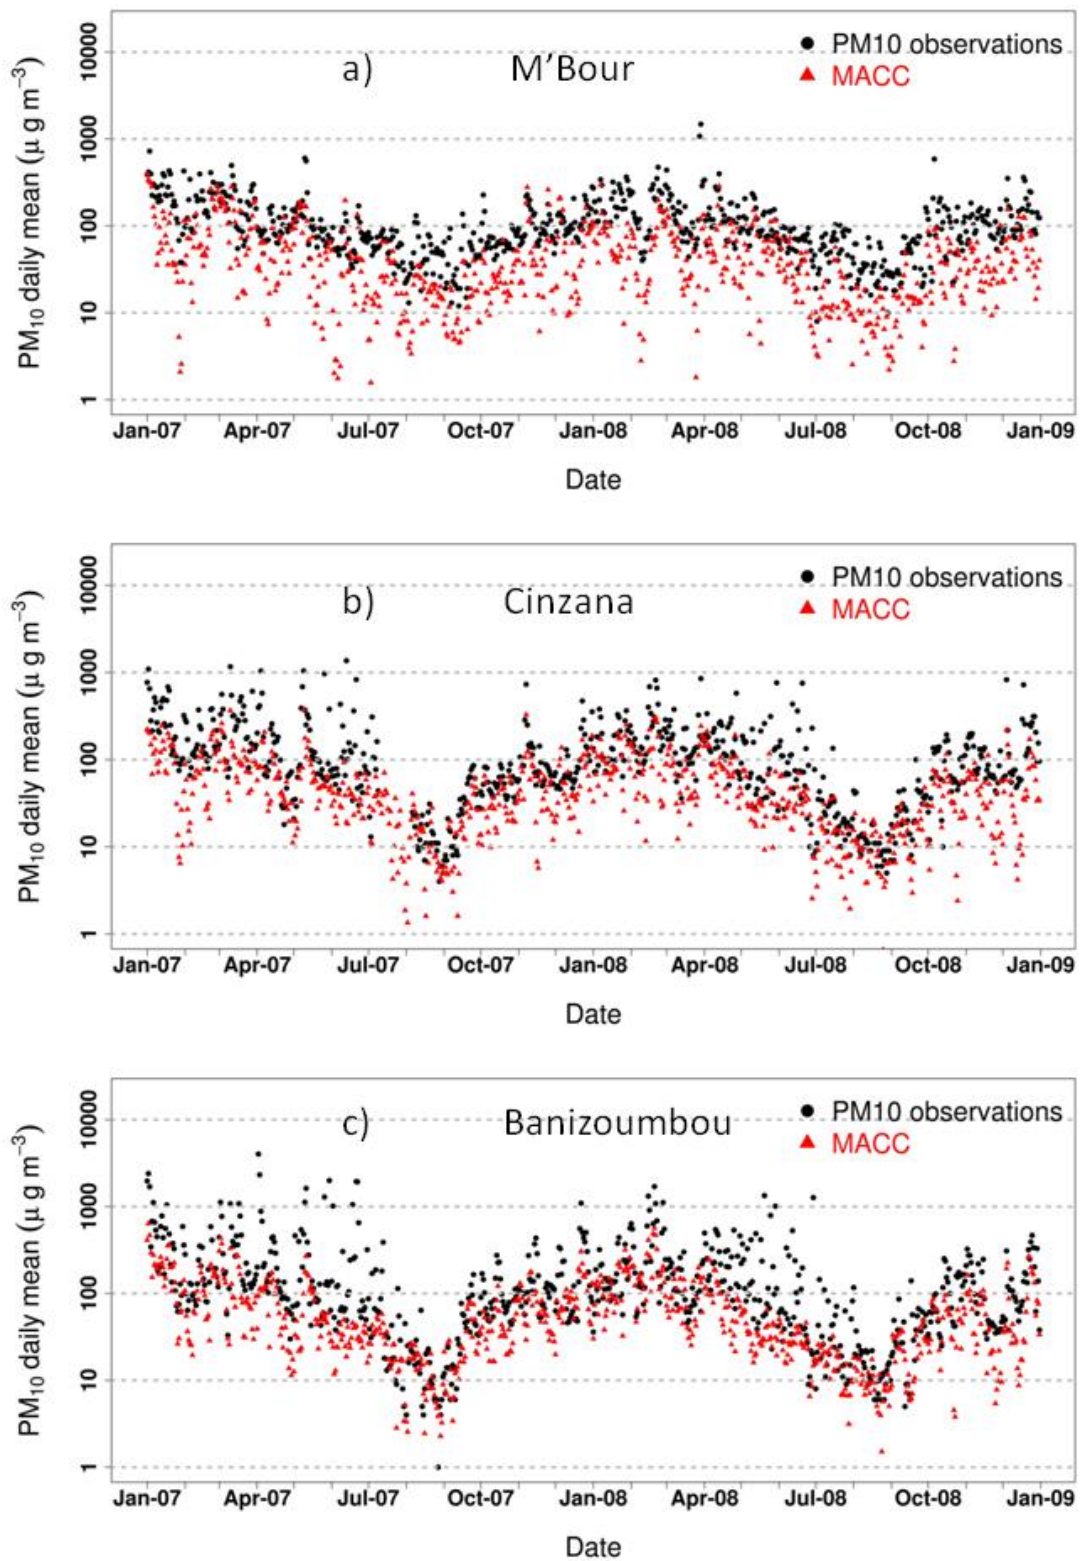 a) M'Bour
PM10 observations
MACC
PM10 daily mean (μ g m−3)
10000
1000
100
10
1
Jan-07 Apr-07 Jul-07 Oct-07 Jan-08 Apr-08 Jul-08 Oct-08 Jan-09
Date
b) Cinzana
PM10 observations
MACC
PM10 daily mean (μ g m−3)
10000
1000
100
10
1
Jan-07 Apr-07 Jul-07 Oct-07 Jan-08 Apr-08 Jul-08 Oct-08 Jan-09
Date
c) Banizoumbou
PM10 observations
MACC
PM10 daily mean (μ g m−3)
10000
1000
100
10
1
Jan-07 Apr-07 Jul-07 Oct-07 Jan-08 Apr-08 Jul-08 Oct-08 Jan-09
Date